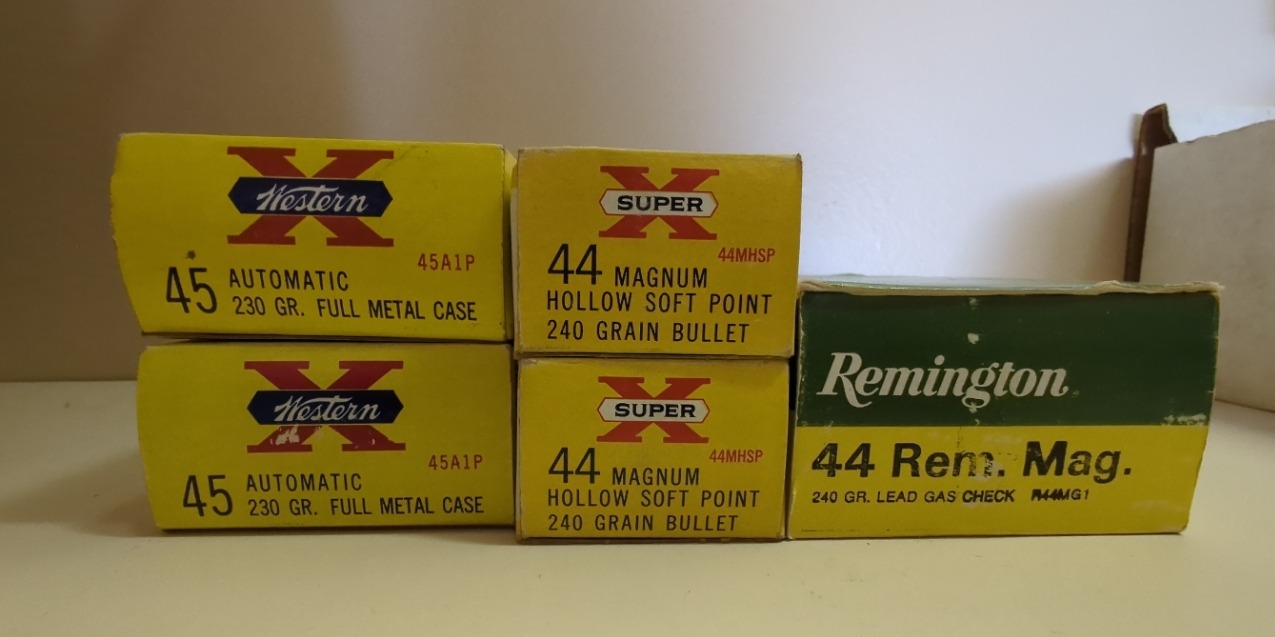 Western
X
45A1P
45 AUTOMATIC
230 GR. FULL METAL CASE
Western
X
45A1P
45 AUTOMATIC
230 GR. FULL METAL CASE
SUPER
X
44MHSP
44 MAGNUM
HOLLOW SOFT POINT
240 GRAIN BULLET
SUPER
X
44MHSP
44 MAGNUM
HOLLOW SOFT POINT
240 GRAIN BULLET
Remington
44 Rem. Mag.
240 GR. LEAD GAS CHECK R44MG1